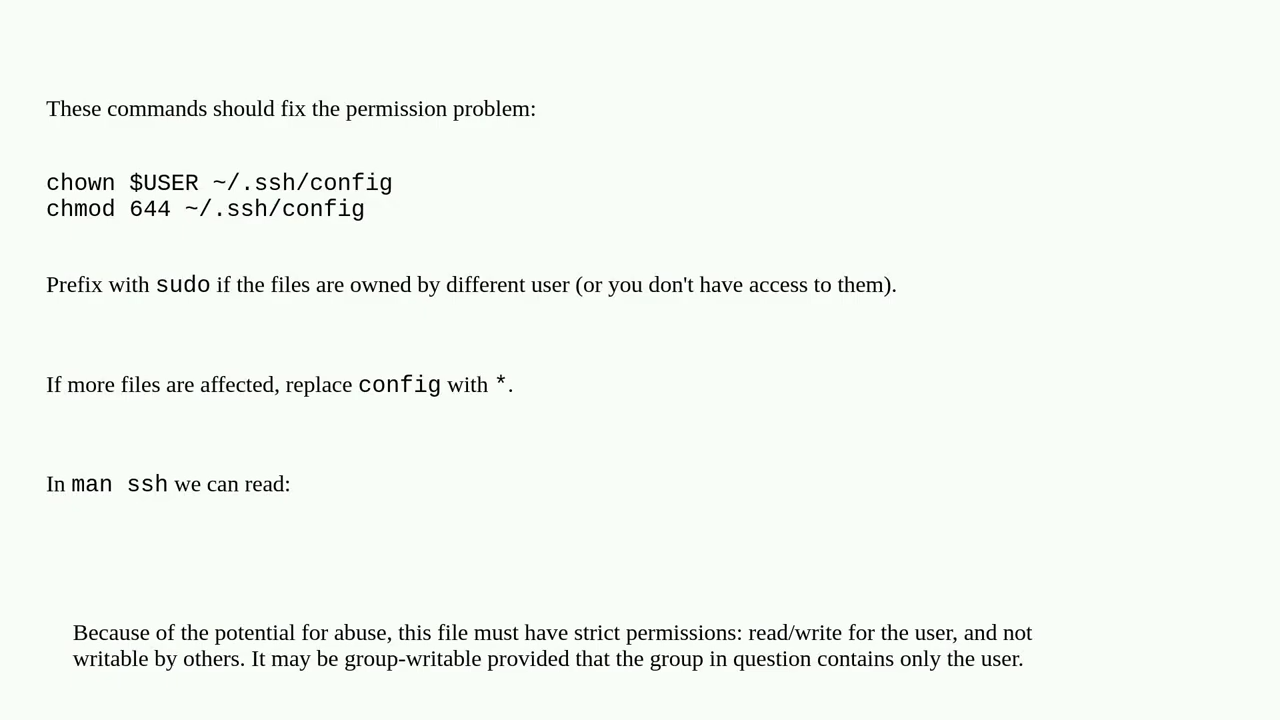 These commands should fix the permission problem:
chown $USER ~/.ssh/config
chmod 644 ~/.ssh/config
Prefix with sudo if the files are owned by different user (or you don't have access to them).
If more files are affected, replace config with *.
In man ssh we can read:
Because of the potential for abuse, this file must have strict permissions: read/write for the user, and not
writable by others. It may be group-writable provided that the group in question contains only the user.